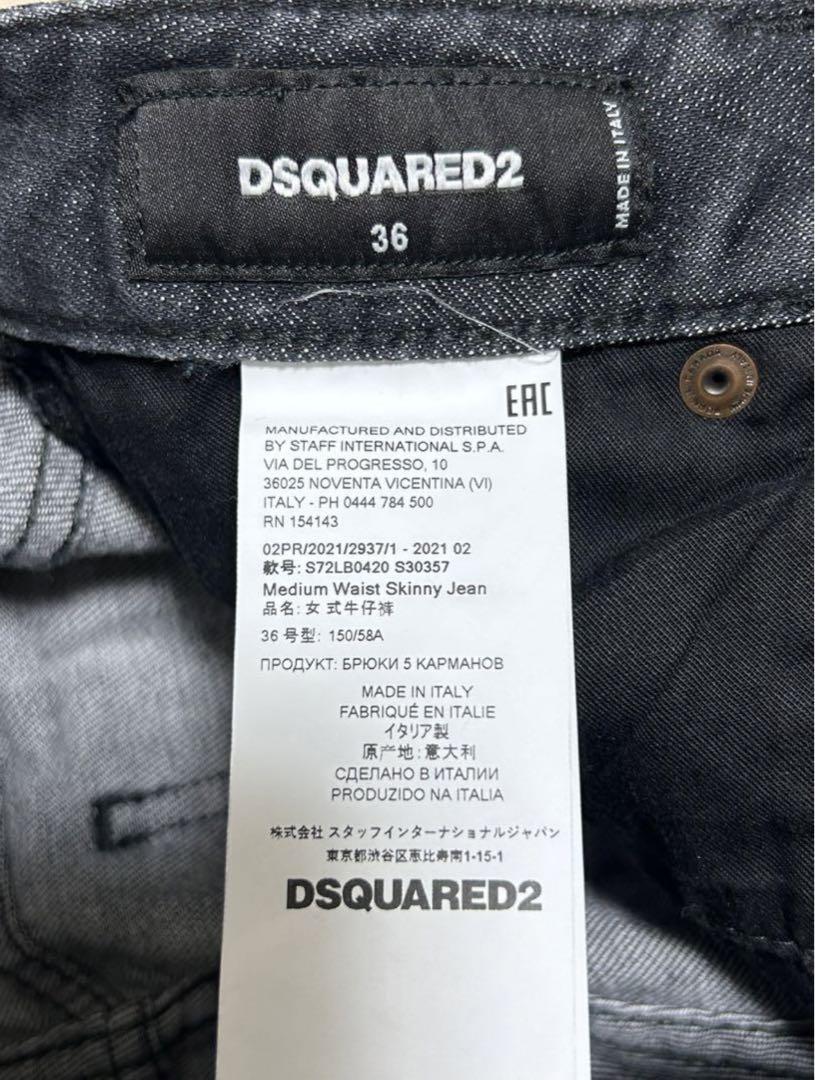 DSQUARED2
36
MADE IN ITALY
EAC
MANUFACTURED AND DISTRIBUTED
BY STAFF INTERNATIONAL S.P.A.
VIA DEL PROGRESSO, 10
36025 NOVENTA VICENTINA (VI)
ITALY - PH 0444 784 500
RN 154143
02PR/2021/2937/1 - 2021 02
款号: S72LB0420 S30357
Medium Waist Skinny Jean
品名: 女 式牛仔裤
36 号型: 150/58A
ПРОДУКТ: БРЮКИ 5 КАРМАНОВ
MADE IN ITALY
FABRIQUÉ EN ITALIE
イタリア製
原产地:意大利
СДЕЛАНО В ИТАЛИИ
PRODUZIDO NA ITALIA
株式会社 スタッフインターナショナルジャパン
東京都渋谷区恵比寿南1-15-1
DSQUARED2